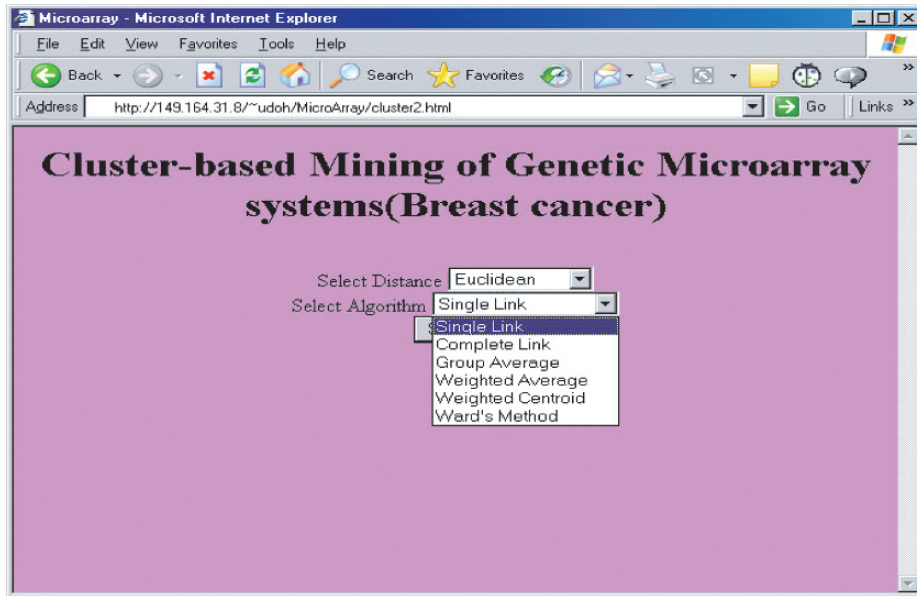 Microarray - Microsoft Internet Explorer
File Edit View Favorites Tools Help
Back Search Favorites »
Address http://149.164.31.8/~udoh/MicroArray/cluster2.html Go Links »
Cluster-based Mining of Genetic Microarray
systems(Breast cancer)
Select Distance Euclidean
Select Algorithm Single Link
Single Link
Complete Link
Group Average
Weighted Average
Weighted Centroid
Ward's Method